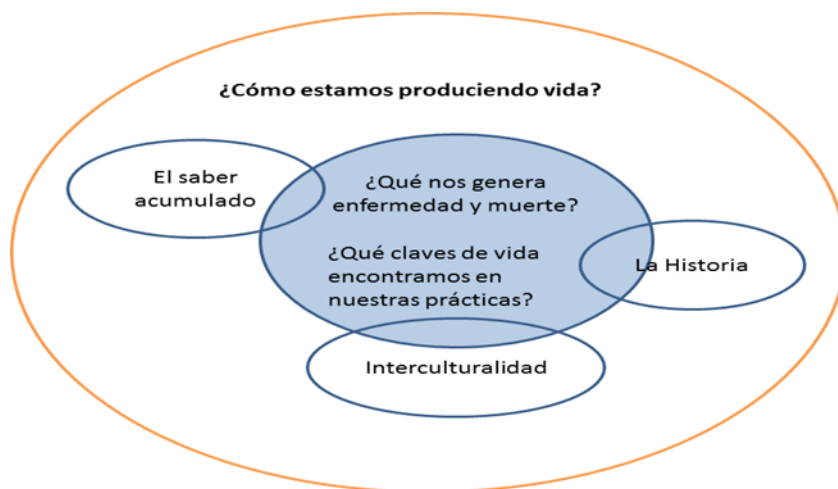 ¿Cómo estamos produciendo vida?
El saber
acumulado
¿Qué nos genera
enfermedad y muerte?
¿Qué claves de vida
encontramos en
nuestras prácticas?
La Historia
Interculturalidad